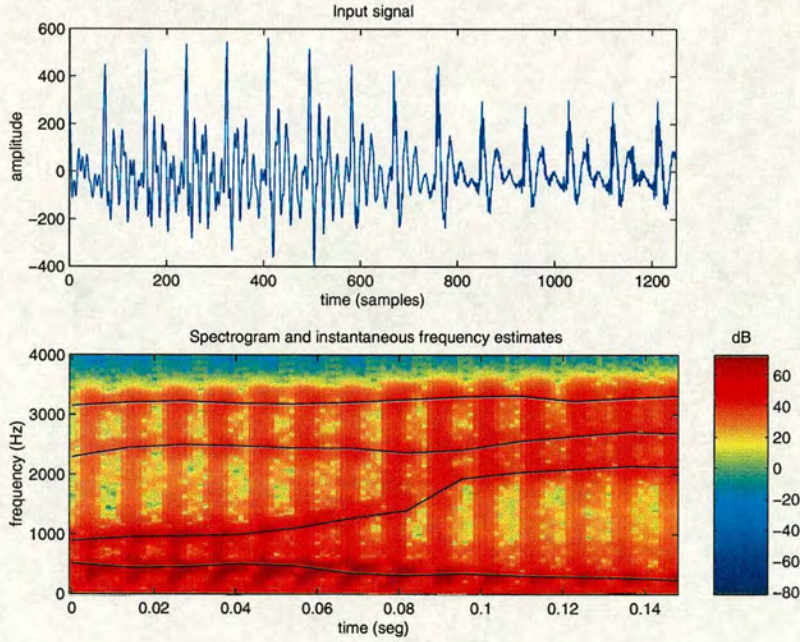 Input signal
600
400
200
0
−200
−400
amplitude
0 200 400 600 800 1000 1200
time (samples)
Spectrogram and instantaneous frequency estimates
dB
4000
3000
2000
1000
0
frequency (Hz)
0 0.02 0.04 0.06 0.08 0.1 0.12 0.14
time (seg)
60
40
20
0
−20
−40
−60
−80